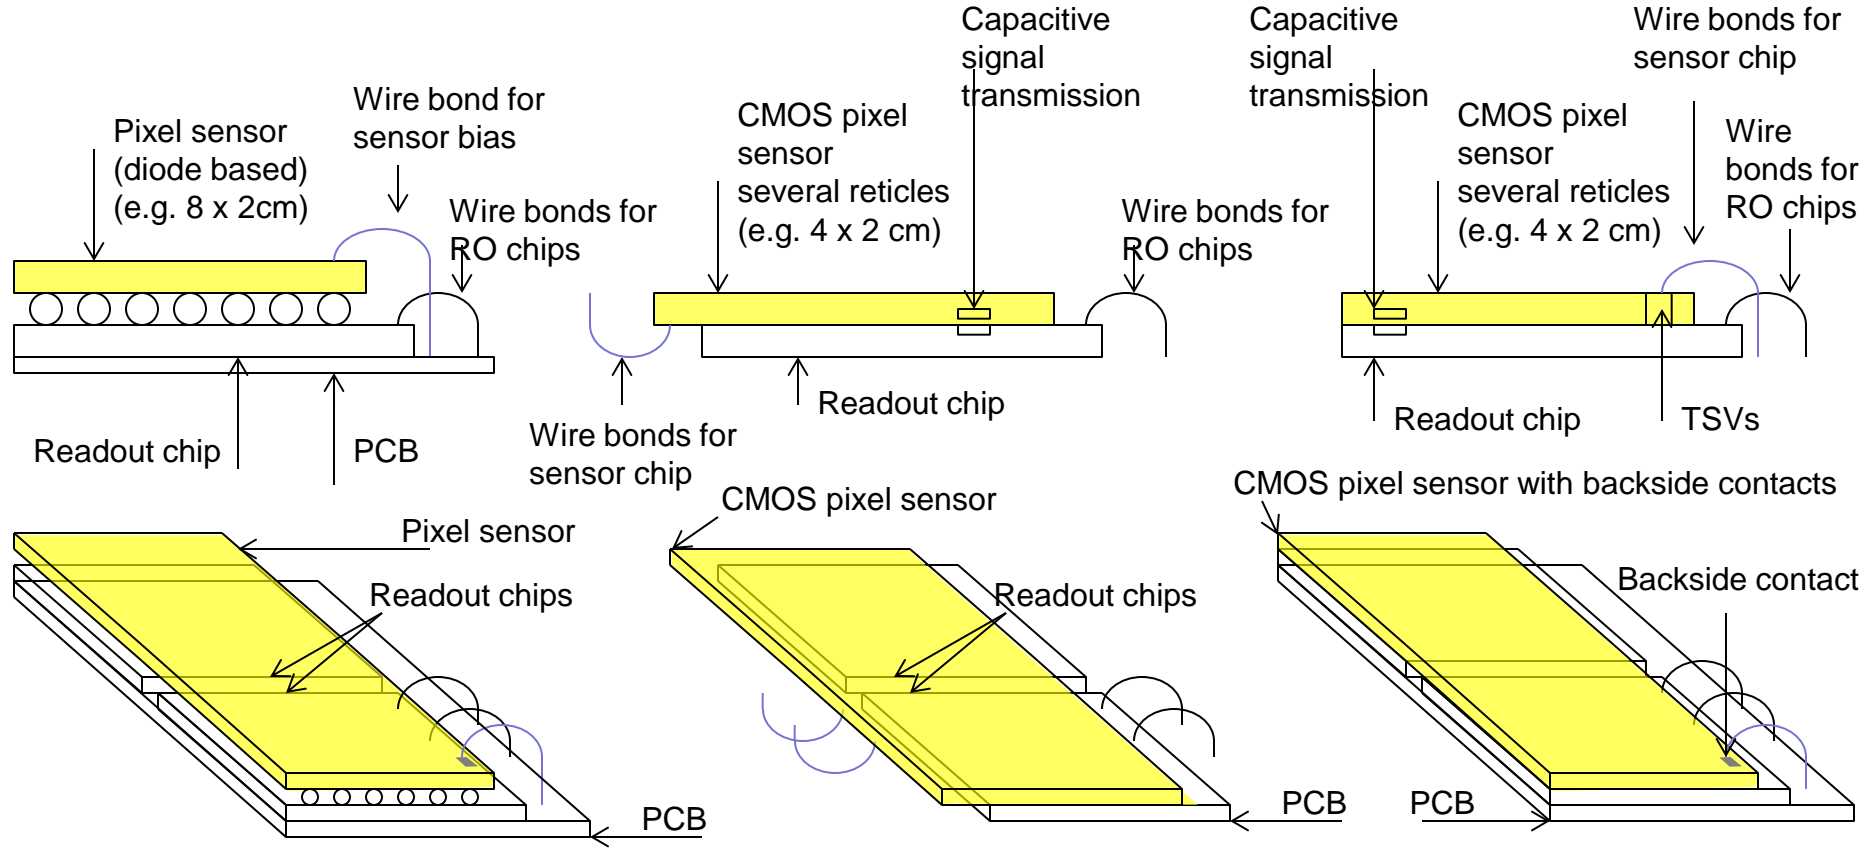 Capacitive
signal
transmission
Capacitive
signal
transmission
Wire bonds for
sensor chip
Wire bond for
sensor bias
Pixel sensor
(diode based)
(e.g. 8 x 2cm)
CMOS pixel
sensor
several reticles
(e.g. 4 x 2 cm)
CMOS pixel
sensor
several reticles
(e.g. 4 x 2 cm)
Wire
bonds for
RO chips
Wire bonds for
RO chips
Wire bonds for
RO chips
Readout chip
PCB
Wire bonds for
sensor chip
Readout chip
Readout chip
TSVs
CMOS pixel sensor
CMOS pixel sensor with backside contacts
Pixel sensor
Readout chips
Readout chips
Backside contact
PCB
PCB
PCB